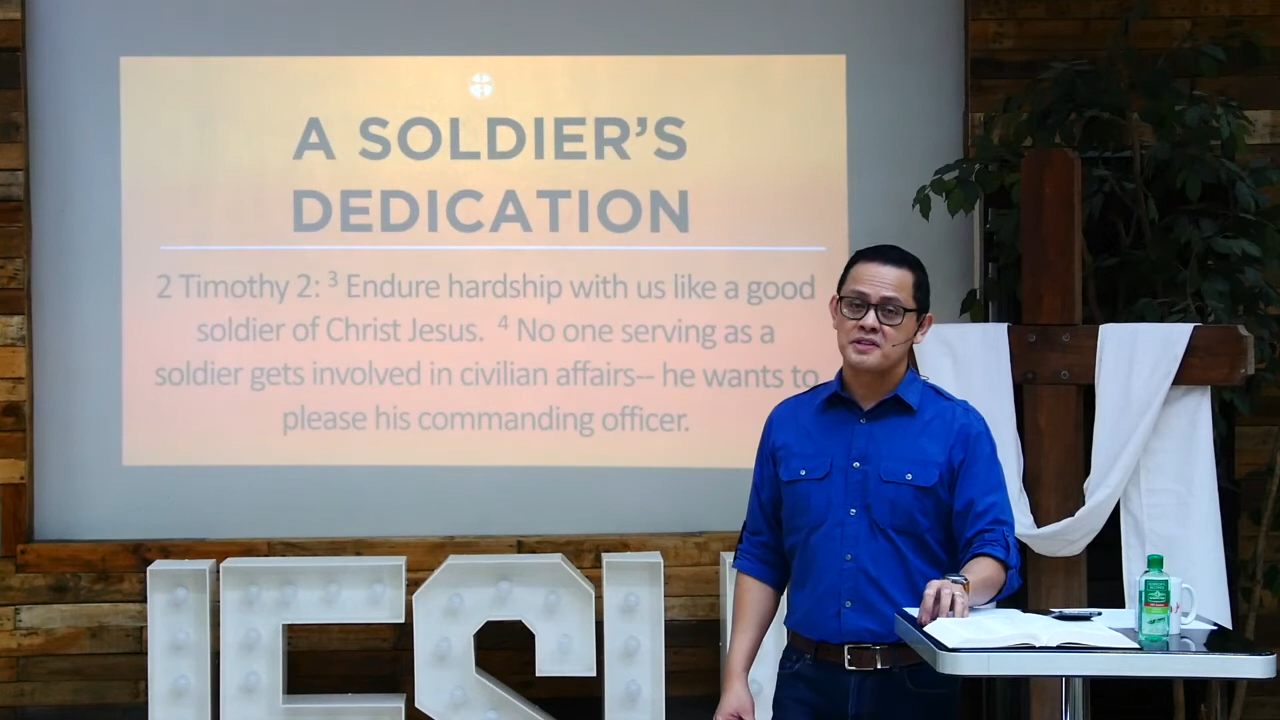 A SOLDIER'S
DEDICATION
2 Timothy 2: ³ Endure hardship with us like a good
soldier of Christ Jesus. ⁴ No one serving as a
soldier gets involved in civilian affairs-- he wants to
please his commanding officer.
JESU